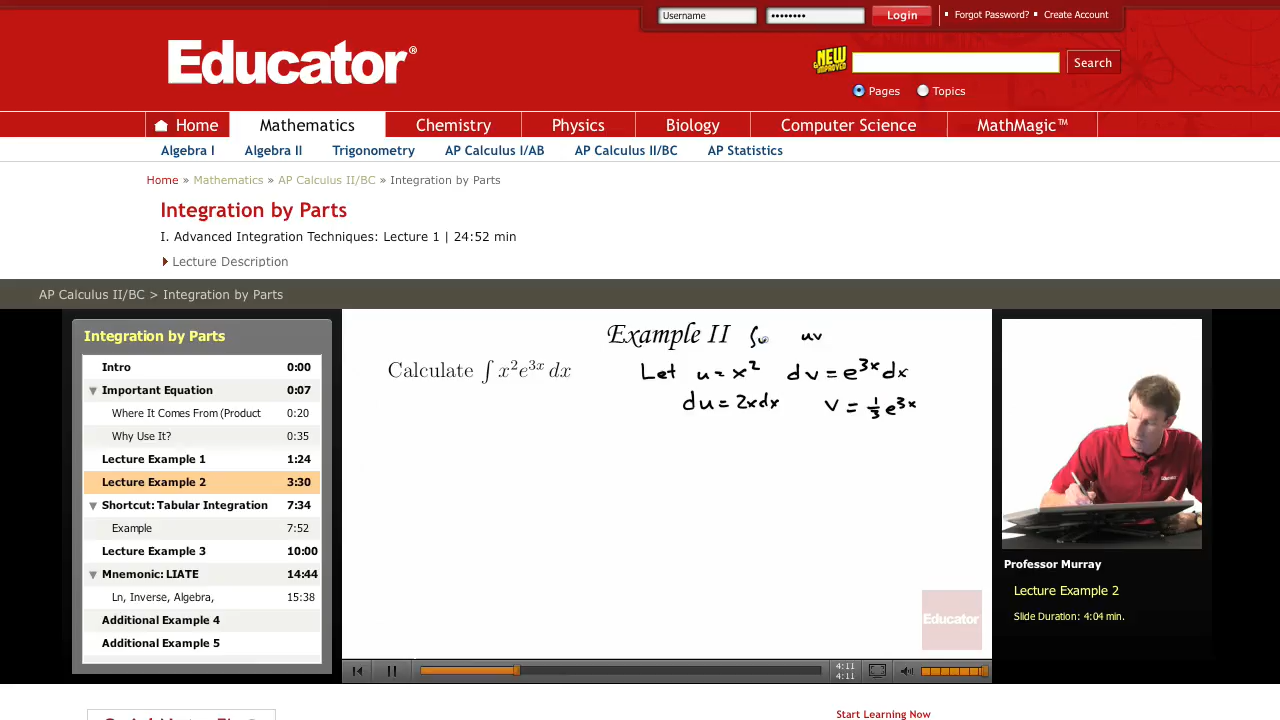 Username
••••••••
Login
Forgot Password?
Create Account
Educator®
NEW & IMPROVED
Search
Pages
Topics
Home
Mathematics
Chemistry
Physics
Biology
Computer Science
MathMagic™
Algebra I
Algebra II
Trigonometry
AP Calculus I/AB
AP Calculus II/BC
AP Statistics
Home » Mathematics » AP Calculus II/BC » Integration by Parts
Integration by Parts
I. Advanced Integration Techniques: Lecture 1 | 24:52 min
Lecture Description
AP Calculus II/BC > Integration by Parts
Integration by Parts
Intro 0:00
Important Equation 0:07
Where It Comes From (Product 0:20
Why Use It? 0:35
Lecture Example 1 1:24
Lecture Example 2 3:30
Shortcut: Tabular Integration 7:34
Example 7:52
Lecture Example 3 10:00
Mnemonic: LIATE 14:44
Ln, Inverse, Algebra, 15:38
Additional Example 4
Additional Example 5
Example II ∫u uv
Calculate ∫ x²e³ˣ dx
Let u = x² dv = e³ˣdx
du = 2xdx v = ⅓e³ˣ
Educator
4:11
4:11
Professor Murray
Lecture Example 2
Slide Duration: 4:04 min.
Start Learning Now